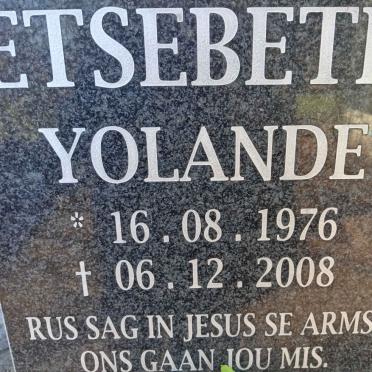 ETSEBETH
YOLANDE
* 16 . 08 . 1976
† 06 . 12 . 2008
RUS SAG IN JESUS SE ARMS
ONS GAAN JOU MIS.